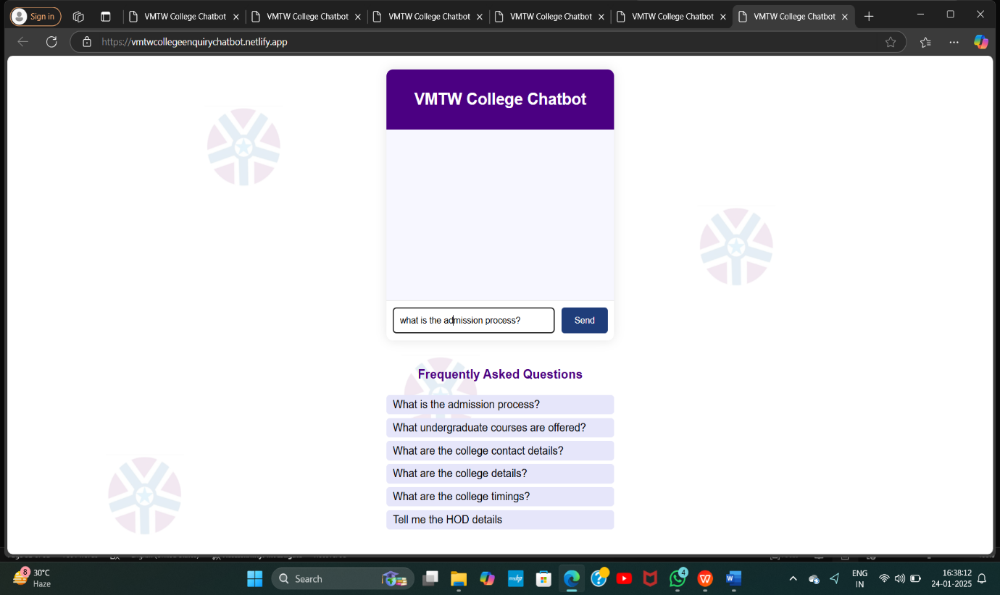 Sign in
VMTW College Chatbot
VMTW College Chatbot
VMTW College Chatbot
VMTW College Chatbot
VMTW College Chatbot
VMTW College Chatbot
https://vmtwcollegeenquirychatbot.netlify.app
VMTW College Chatbot
what is the admission process?
Send
Frequently Asked Questions
What is the admission process?
What undergraduate courses are offered?
What are the college contact details?
What are the college details?
What are the college timings?
Tell me the HOD details
8
30°C
Haze
Search
4
W
W
ENG
IN
16:38:12
24-01-2025